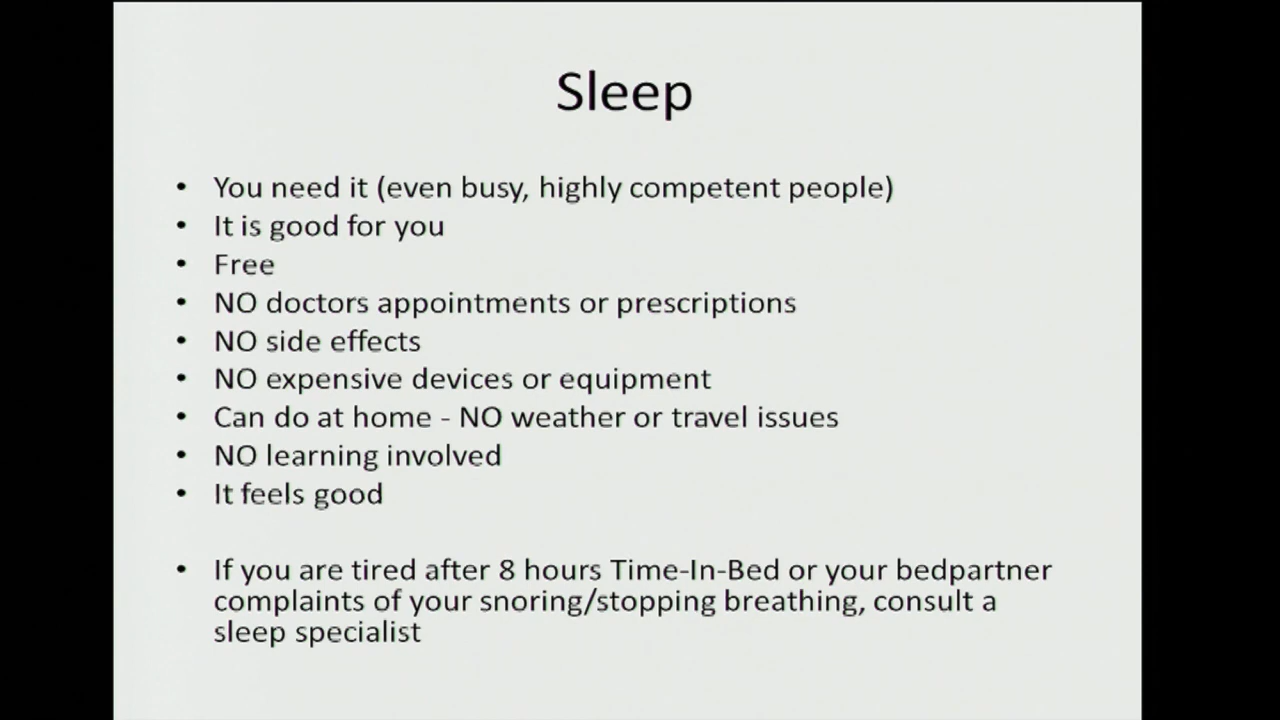 Sleep
• You need it (even busy, highly competent people)
• It is good for you
• Free
• NO doctors appointments or prescriptions
• NO side effects
• NO expensive devices or equipment
• Can do at home - NO weather or travel issues
• NO learning involved
• It feels good
• If you are tired after 8 hours Time-In-Bed or your bedpartner
complaints of your snoring/stopping breathing, consult a
sleep specialist